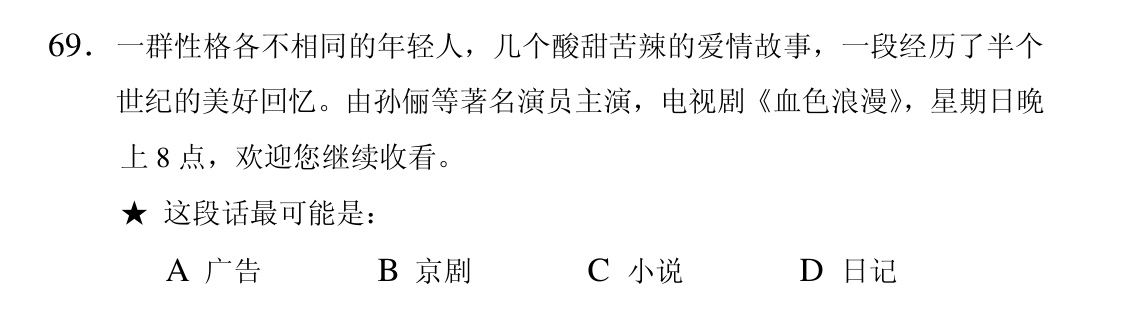 69. 一群性格各不相同的年轻人，几个酸甜苦辣的爱情故事，一段经历了半个
世纪的美好回忆。由孙俪等著名演员主演，电视剧《血色浪漫》，星期日晚
上 8 点，欢迎您继续收看。
★ 这段话最可能是：
A 广告 B 京剧 C 小说 D 日记